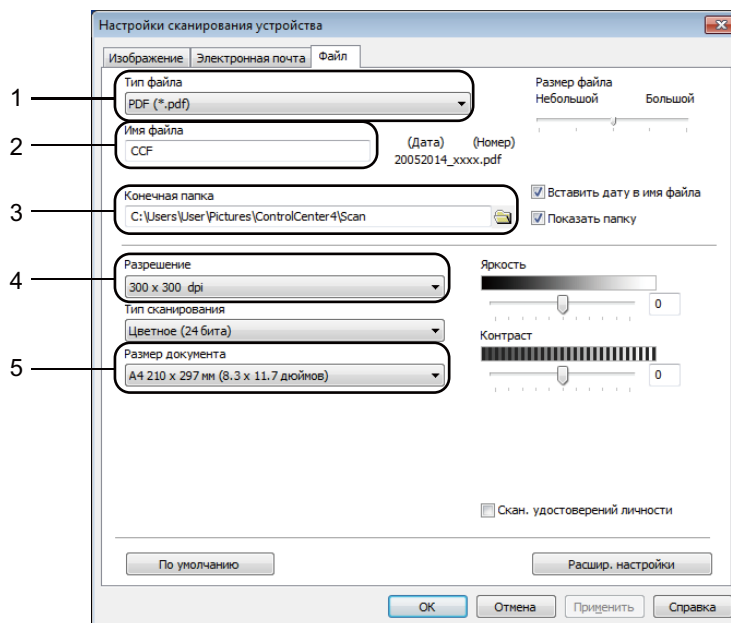 Настройки сканирования устройства
Изображение Электронная почта Файл
1
Тип файла
PDF (*.pdf)
Размер файла
Небольшой Большой
2
Имя файла
CCF
(Дата) (Номер)
20052014_xxxx.pdf
3
Конечная папка
C:\Users\User\Pictures\ControlCenter4\Scan
Вставить дату в имя файла
Показать папку
4
Разрешение
300 x 300 dpi
Тип сканирования
Цветное (24 бита)
5
Размер документа
A4 210 x 297 мм (8.3 x 11.7 дюймов)
Яркость
0
Контраст
0
Скан. удостоверений личности
По умолчанию
Расшир. настройки
OK Отмена Применить Справка